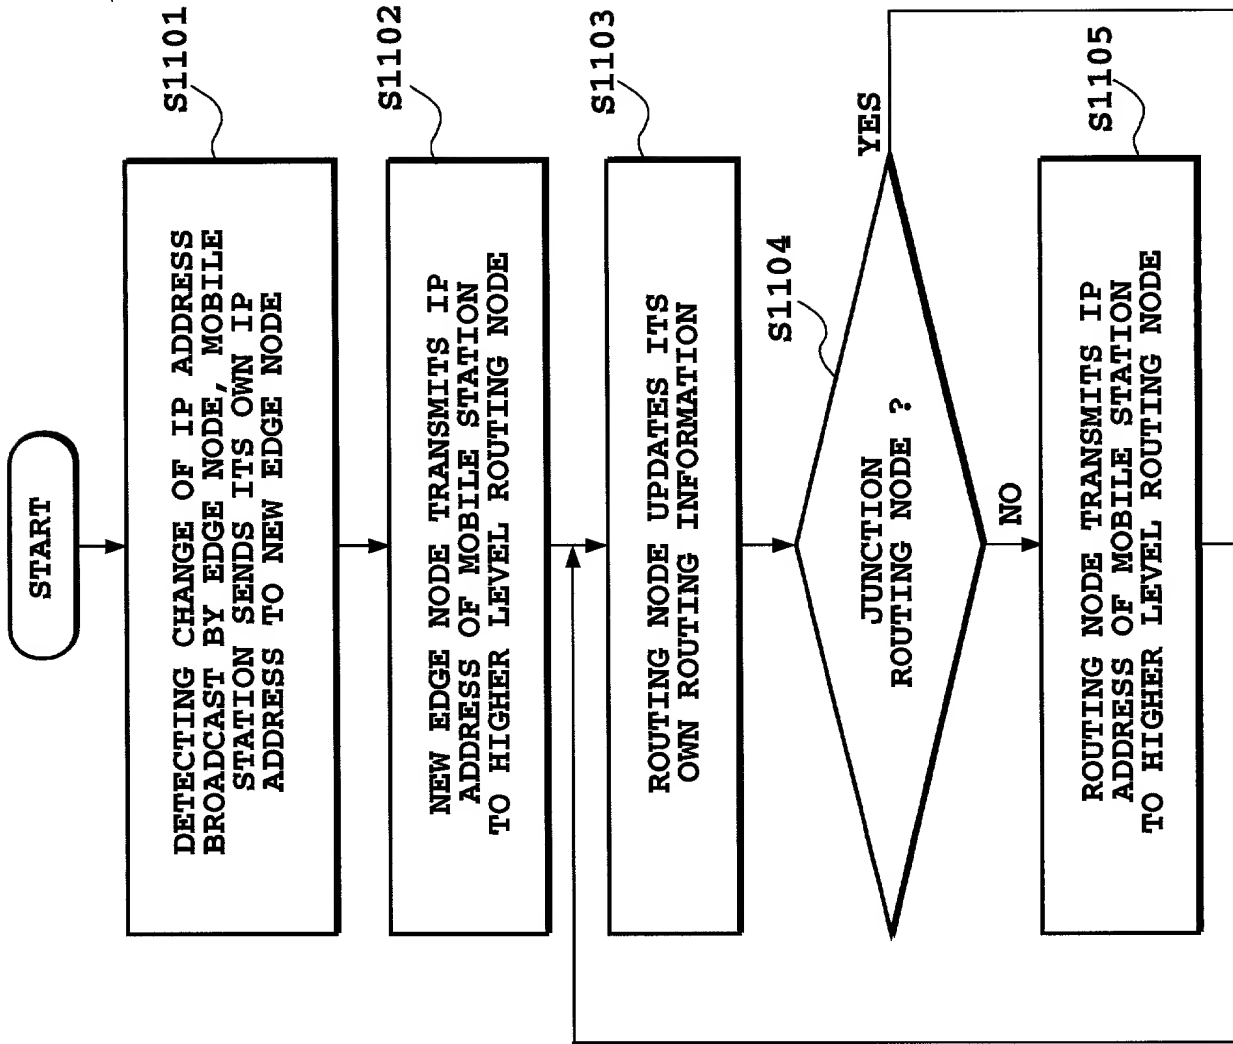 START
S1101
DETECTING CHANGE OF IP ADDRESS
BROADCAST BY EDGE NODE, MOBILE
STATION SENDS ITS OWN IP
ADDRESS TO NEW EDGE NODE
S1102
NEW EDGE NODE TRANSMITS IP
ADDRESS OF MOBILE STATION
TO HIGHER LEVEL ROUTING NODE
S1103
ROUTING NODE UPDATES ITS
OWN ROUTING INFORMATION
S1104
JUNCTION
ROUTING NODE ?
YES
NO
S1105
ROUTING NODE TRANSMITS IP
ADDRESS OF MOBILE STATION
TO HIGHER LEVEL ROUTING NODE